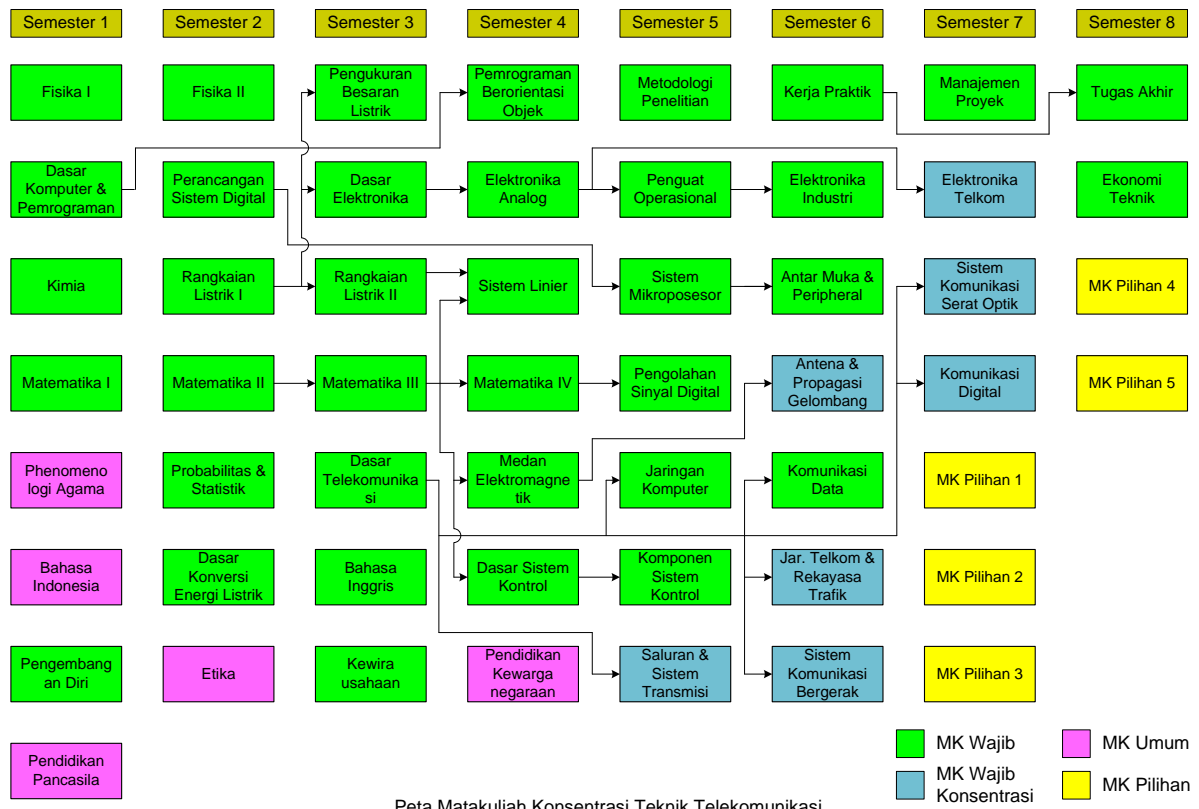 Semester 1
Semester 2
Semester 3
Semester 4
Semester 5
Semester 6
Semester 7
Semester 8
Fisika I
Fisika II
Pengukuran
Besaran
Listrik
Pemrograman
Berorientasi
Objek
Metodologi
Penelitian
Kerja Praktik
Manajemen
Proyek
Tugas Akhir
Dasar
Komputer &
Pemrograman
Perancangan
Sistem Digital
Dasar
Elektronika
Elektronika
Analog
Penguat
Operasional
Elektronika
Industri
Elektronika
Telkom
Ekonomi
Teknik
Kimia
Rangkaian
Listrik I
Rangkaian
Listrik II
Sistem Linier
Sistem
Mikroposesor
Antar Muka &
Peripheral
Sistem
Komunikasi
Serat Optik
MK Pilihan 4
Matematika I
Matematika II
Matematika III
Matematika IV
Pengolahan
Sinyal Digital
Antena &
Propagasi
Gelombang
Komunikasi
Digital
MK Pilihan 5
Phenomeno
logi Agama
Probabilitas &
Statistik
Dasar
Telekomunika
si
Medan
Elektromagne
tik
Jaringan
Komputer
Komunikasi
Data
MK Pilihan 1
Bahasa
Indonesia
Dasar
Konversi
Energi Listrik
Bahasa
Inggris
Dasar Sistem
Kontrol
Komponen
Sistem
Kontrol
Jar. Telkom &
Rekayasa
Trafik
MK Pilihan 2
Pengembang
an Diri
Etika
Kewira
usahaan
Pendidikan
Kewarga
negaraan
Saluran &
Sistem
Transmisi
Sistem
Komunikasi
Bergerak
MK Pilihan 3
Pendidikan
Pancasila
MK Wajib
MK Umum
MK Wajib
Konsentrasi
MK Pilihan
Peta Matakuliah Konsentrasi Teknik Telekomunikasi